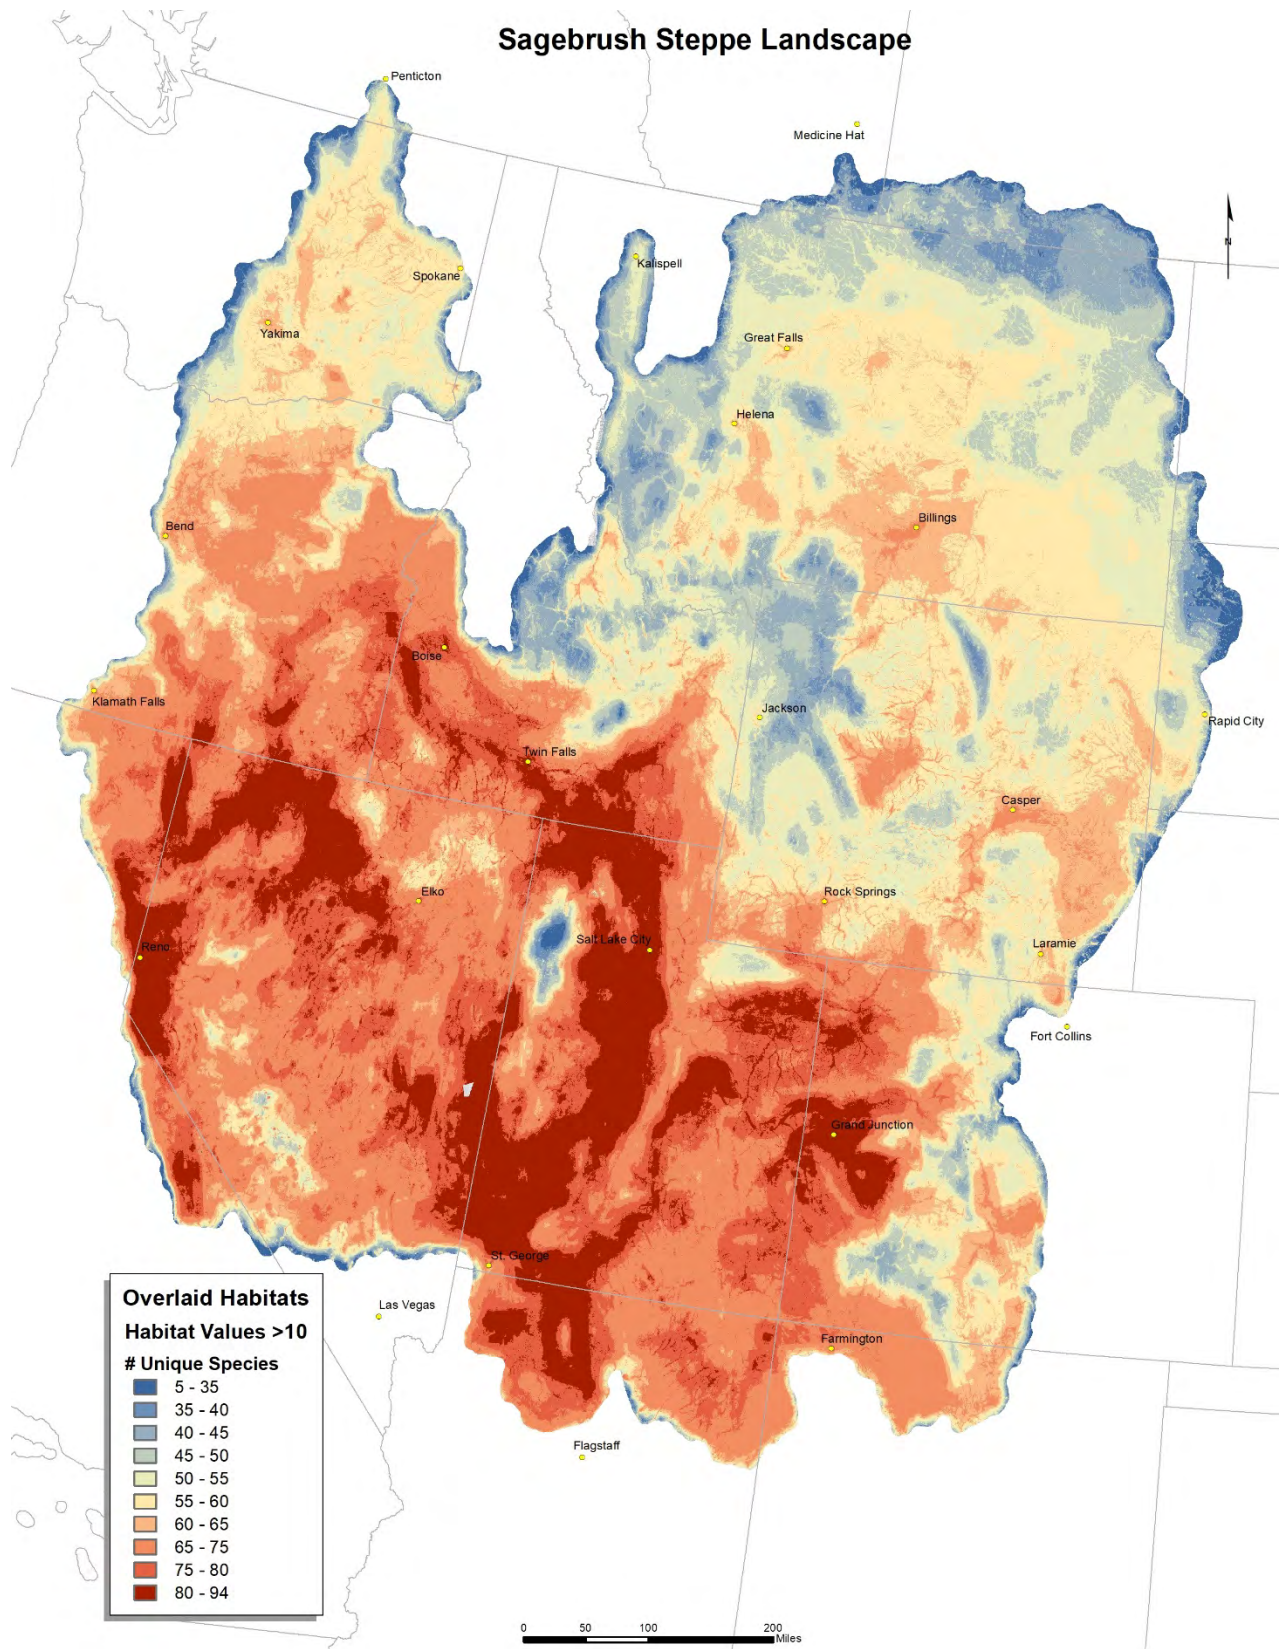 Sagebrush Steppe Landscape
Penticton
Medicine Hat
N
Kalispell
Spokane
Yakima
Great Falls
Helena
Billings
Bend
Boise
Klamath Falls
Jackson
Rapid City
Twin Falls
Casper
Elko
Rock Springs
Reno
Salt Lake City
Laramie
Fort Collins
Grand Junction
St. George
Las Vegas
Farmington
Flagstaff
Overlaid Habitats
Habitat Values >10
# Unique Species
5 - 35
35 - 40
40 - 45
45 - 50
50 - 55
55 - 60
60 - 65
65 - 75
75 - 80
80 - 94
0 50 100 200
Miles